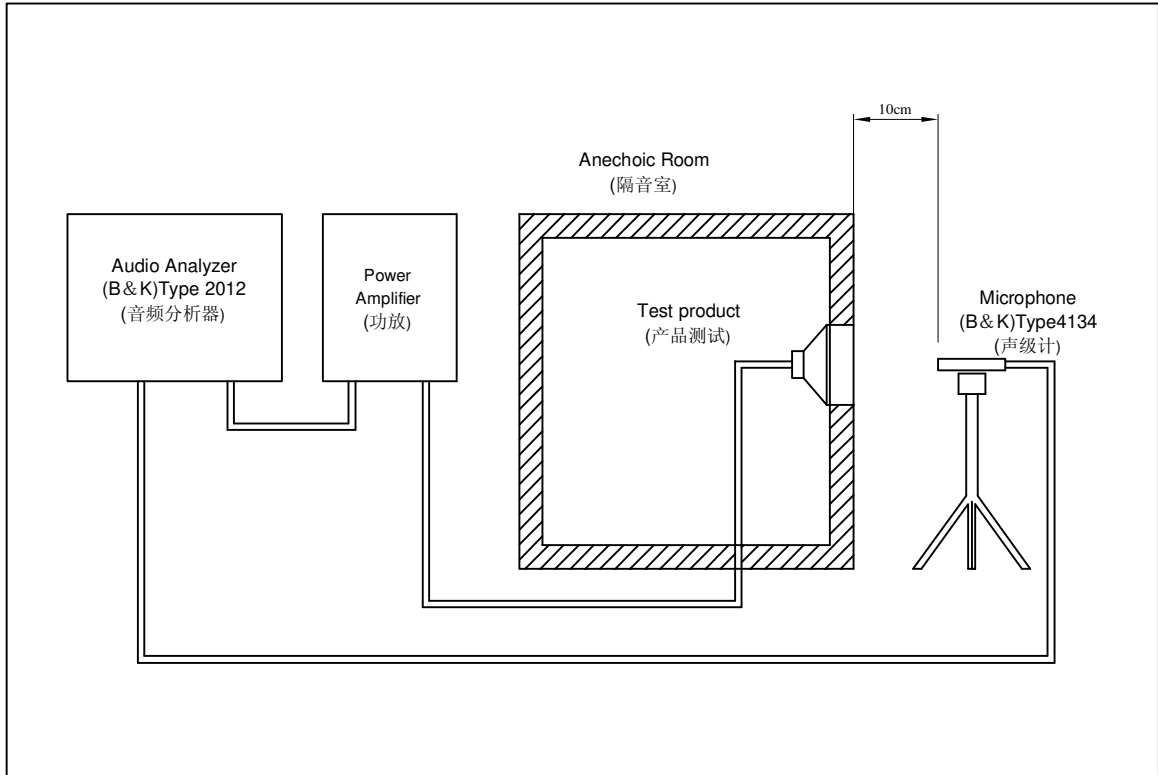 10cm
Anechoic Room
(隔音室)
Audio Analyzer
(B&K)Type 2012
(音频分析器)
Power
Amplifier
(功放)
Test product
(产品测试)
Microphone
(B&K)Type4134
(声级计)